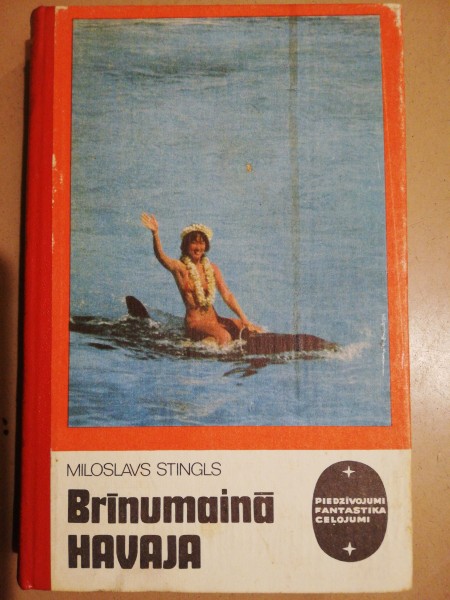 MILOSLAVS STINGLS
Brīnumainā
HAVAJA
PIEDZĪVOJUMI
FANTASTIKA
CEĻOJUMI